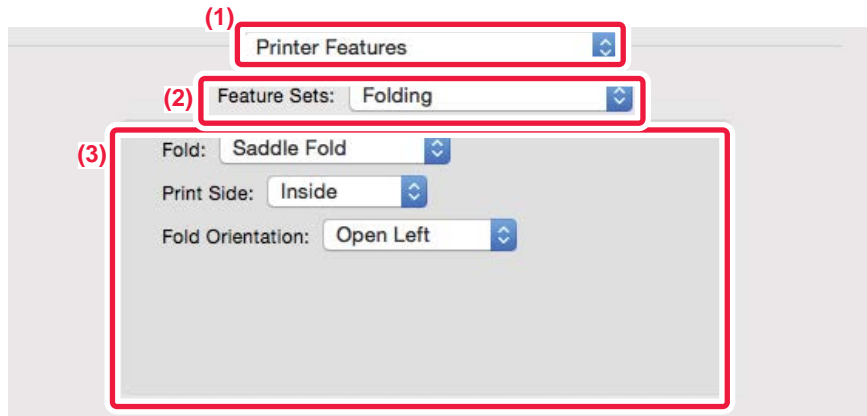 (1)
Printer Features
(2) Feature Sets: Folding
(3) Fold: Saddle Fold
Print Side: Inside
Fold Orientation: Open Left